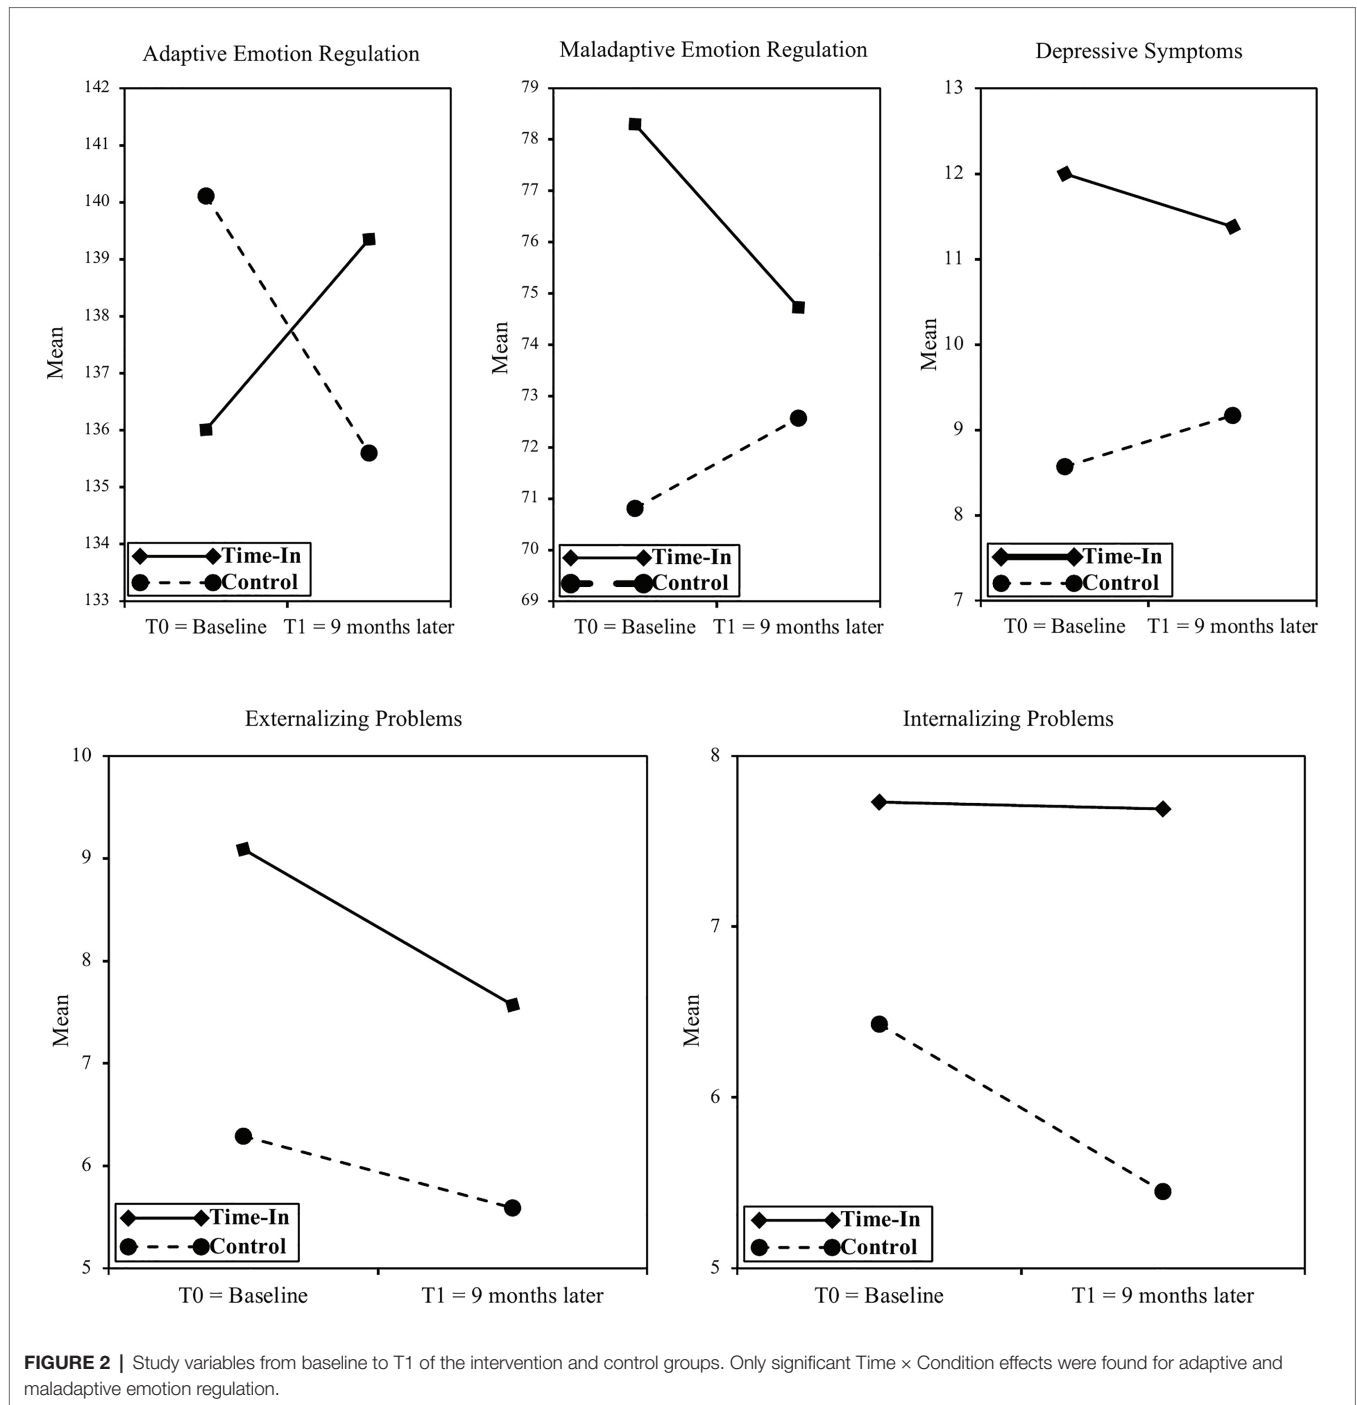 Adaptive Emotion Regulation
142
141
140
139
138
137
136
135
134
133
Mean
Time-In
Control
T0 = Baseline T1 = 9 months later
Maladaptive Emotion Regulation
79
78
77
76
75
74
73
72
71
70
69
Mean
Time-In
Control
T0 = Baseline T1 = 9 months later
Depressive Symptoms
13
12
11
10
9
8
7
Mean
Time-In
Control
T0 = Baseline T1 = 9 months later
Externalizing Problems
10
9
8
7
6
5
Mean
Time-In
Control
T0 = Baseline T1 = 9 months later
Internalizing Problems
8
7
6
5
Mean
Time-In
Control
T0 = Baseline T1 = 9 months later
FIGURE 2 | Study variables from baseline to T1 of the intervention and control groups. Only significant Time × Condition effects were found for adaptive and
maladaptive emotion regulation.